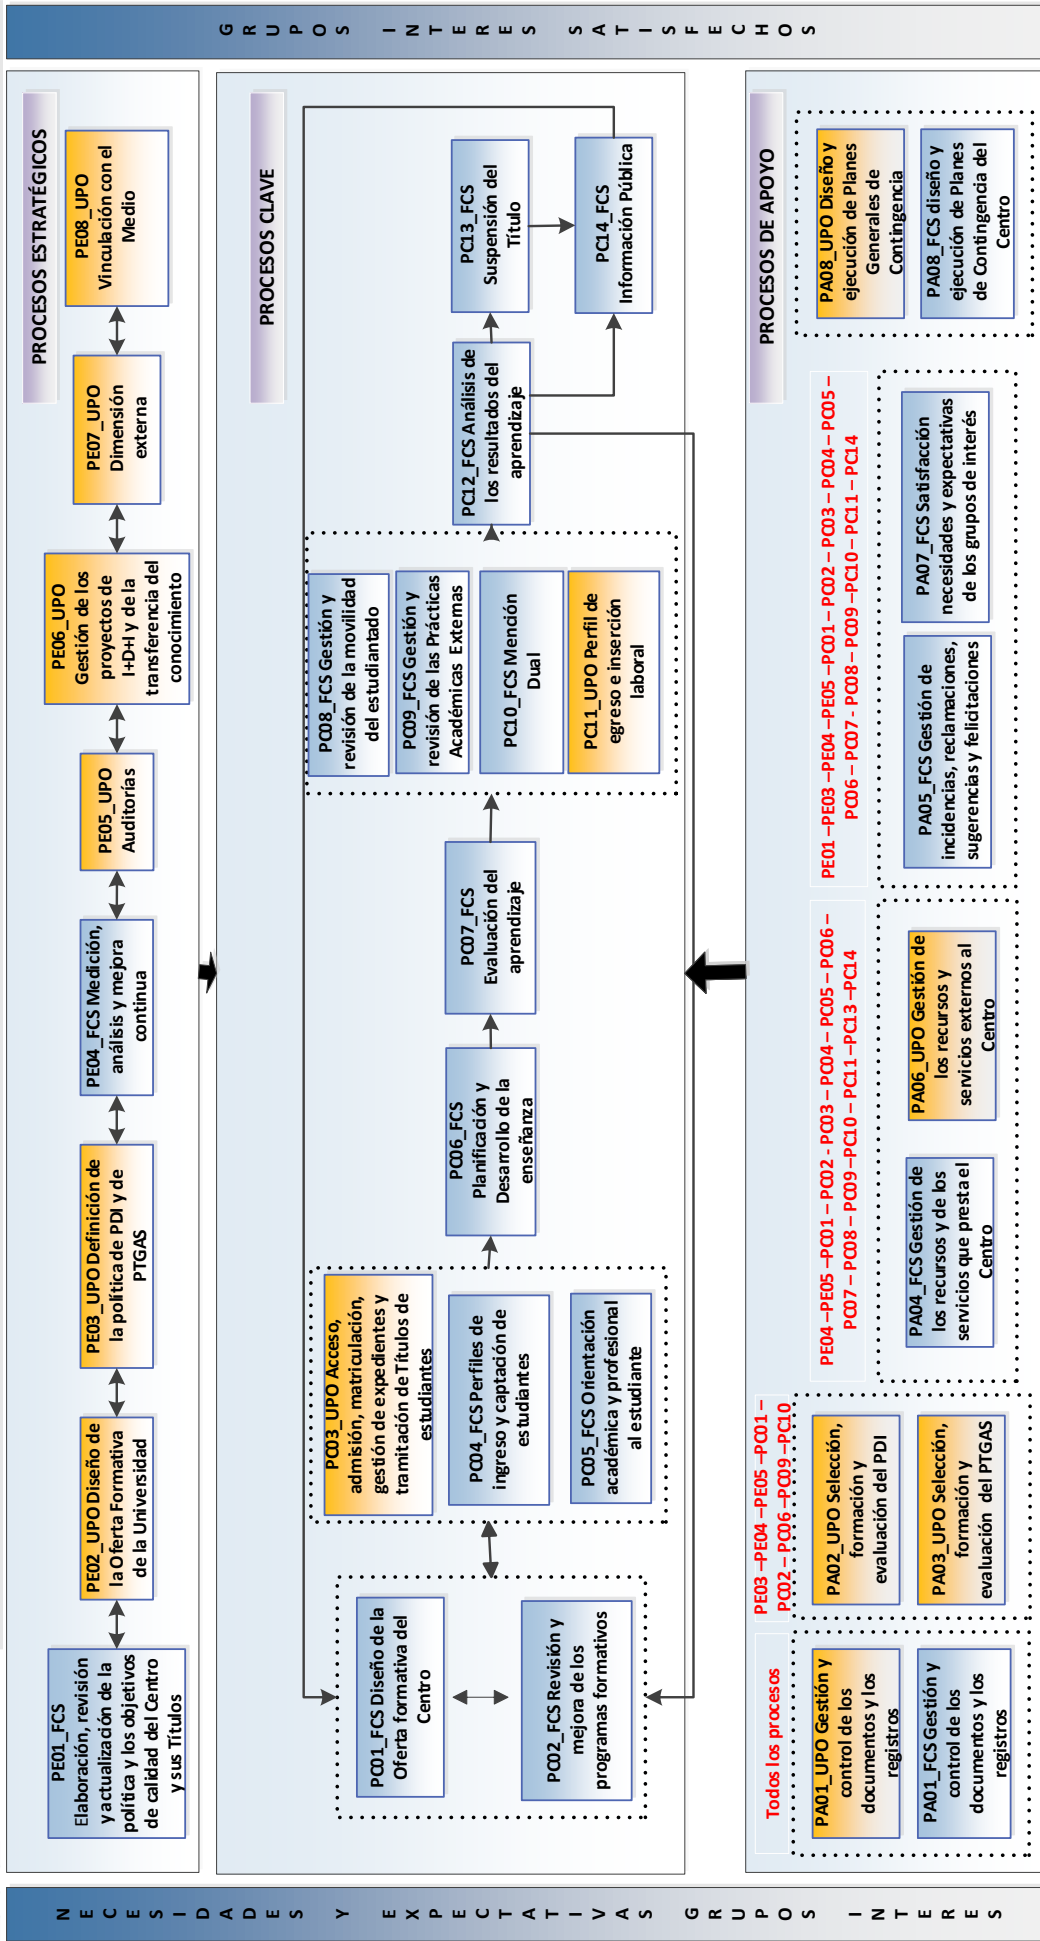 NECESIDADES Y EXPECTATIVAS GRUPOS INTERES
PROCESOS ESTRATÉGICOS
PE01_FCS
Elaboración, revisión
y actualización de la
política y los objetivos
de calidad del Centro
y sus Títulos
PE02_UPO Diseño de
la Oferta Formativa
de la Universidad
PE03_UPO Definición de
la política de PDI y de
PTGAS
PE04_FCS Medición,
análisis y mejora
continua
PE05_UPO
Auditorías
PE06_UPO
Gestión de los
proyectos de
I+D+I y de la
transferencia del
conocimiento
PE07_UPO
Dimensión
externa
PE08_UPO
Vinculación con el
Medio
PROCESOS CLAVE
PC01_FCS Diseño de la
Oferta formativa del
Centro
PC02_FCS Revisión y
mejora de los
programas formativos
PC03_UPO Acceso,
admisión, matriculación,
gestión de expedientes y
tramitación de Títulos de
estudiantes
PC04_FCS Perfiles de
ingreso y captación de
estudiantes
PC05_FCS Orientación
académica y profesional
al estudiante
PC06_FCS
Planificación y
Desarrollo de la
enseñanza
PC07_FCS
Evaluación del
aprendizaje
PC08_FCS Gestión y
revisión de la movilidad
del estudiantado
PC09_FCS Gestión y
revisión de las Prácticas
Académicas Externas
PC10_FCS Mención
Dual
PC11_UPO Perfil de
egreso e inserción
laboral
PC12_FCS Análisis de
los resultados del
aprendizaje
PC13_FCS
Suspensión del
Título
PC14_FCS
Información Pública
PROCESOS DE APOYO
Todos los procesos
PA01_UPO Gestión y
control de los
documentos y los
registros
PA01_FCS Gestión y
control de los
documentos y los
registros
PE03 –PE04 –PE05 –PC01 –
PC02 – PC06 –PC09 –PC10
PA02_UPO Selección,
formación y
evaluación del PDI
PA03_UPO Selección,
formación y
evaluación del PTGAS
PE04 –PE05 –PC01 – PC02 - PC03 – PC04 – PC05 – PC06 –
PC07 – PC08 – PC09 –PC10 – PC11 –PC13 –PC14
PA04_FCS Gestión de
los recursos y de los
servicios que presta el
Centro
PA06_UPO Gestión de
los recursos y
servicios externos al
Centro
PE01 –PE03 –PE04 –PE05 –PC01 – PC02 – PC03 – PC04 – PC05 –
PC06 – PC07 - PC08 – PC09 –PC10 – PC11 – PC14
PA05_FCS Gestión de
incidencias, reclamaciones,
sugerencias y felicitaciones
PA07_FCS Satisfacción
necesidades y expectativas
de los grupos de interés
PA08_UPO Diseño y
ejecución de Planes
Generales de
Contingencia
PA08_FCS diseño y
ejecución de Planes
de Contingencia del
Centro
GRUPOS INTERES SATISFECHOS